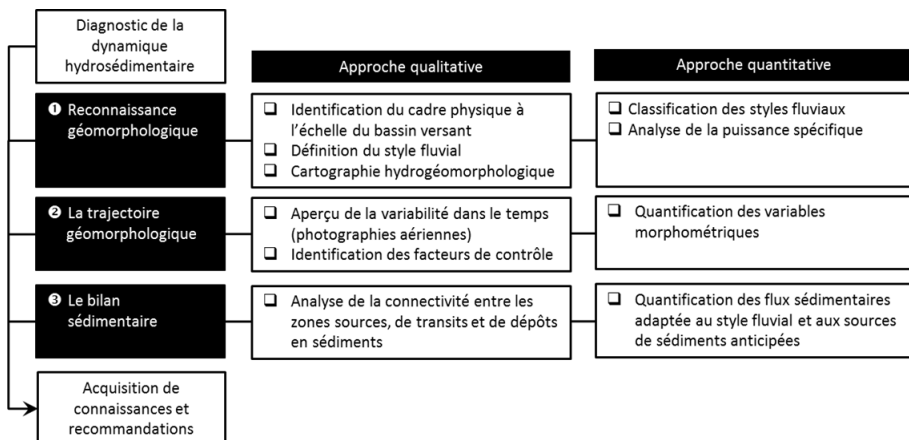 Diagnostic de la
dynamique
hydrosédimentaire
Approche qualitative
Approche quantitative
❶ Reconnaissance
géomorphologique
❑ Identification du cadre physique à
l'échelle du bassin versant
❑ Définition du style fluvial
❑ Cartographie hydrogéomorphologique
❑ Classification des styles fluviaux
❑ Analyse de la puissance spécifique
❷ La trajectoire
géomorphologique
❑ Aperçu de la variabilité dans le temps
(photographies aériennes)
❑ Identification des facteurs de contrôle
❑ Quantification des variables
morphométriques
❸ Le bilan
sédimentaire
❑ Analyse de la connectivité entre les
zones sources, de transits et de dépôts
en sédiments
❑ Quantification des flux sédimentaires
adaptée au style fluvial et aux sources
de sédiments anticipées
Acquisition de
connaissances et
recommandations